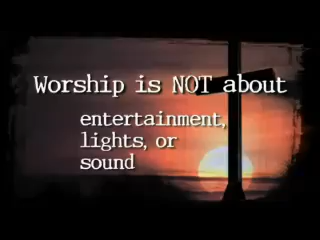 Worship is NOT about
entertainment,
lights, or
sound